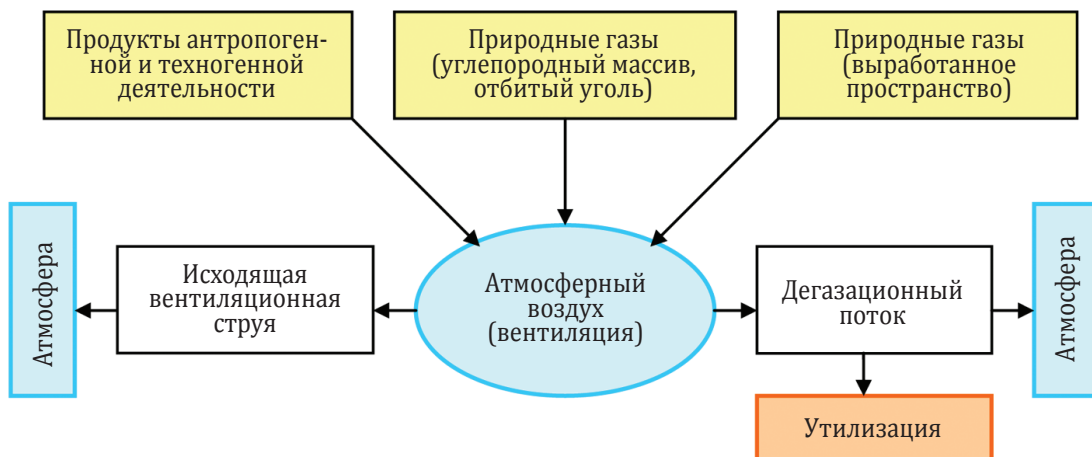 Продукты антропоген-
ной и техногенной
деятельности
Природные газы
(углепородный массив,
отбитый уголь)
Природные газы
(выработанное
пространство)
Атмосфера
Исходящая
вентиляционная
струя
Атмосферный
воздух
(вентиляция)
Дегазационный
поток
Атмосфера
Утилизация